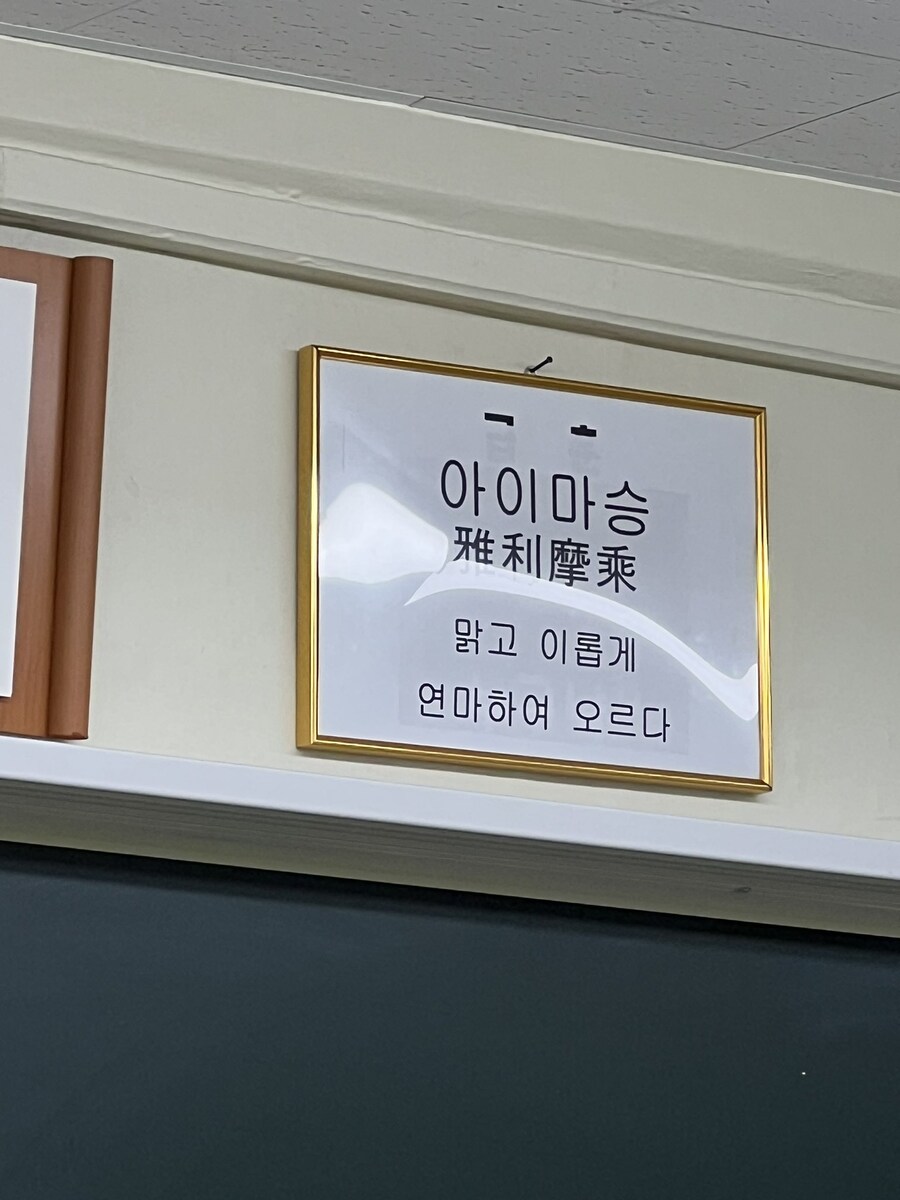 아이마승
雅利摩乘
맑고 이롭게
연마하여 오르다